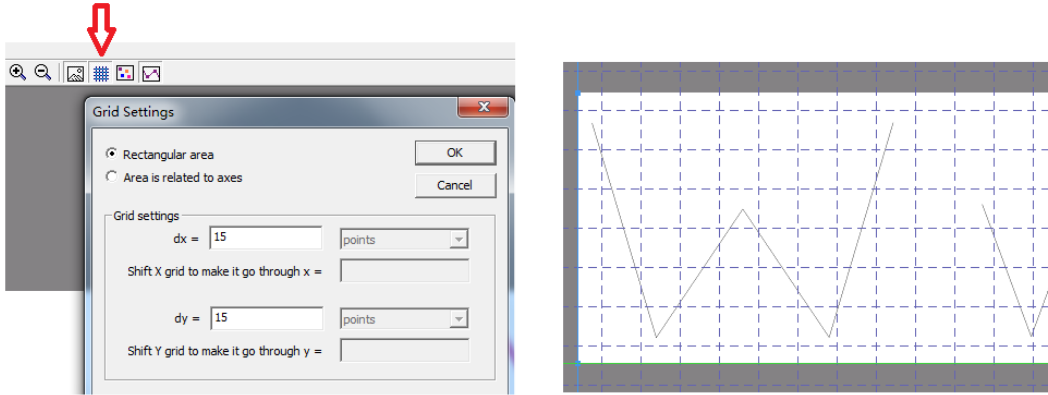 Grid Settings
Rectangular area
OK
Area is related to axes
Cancel
Grid settings
dx = 15 points
Shift X grid to make it go through x =
dy = 15 points
Shift Y grid to make it go through y =